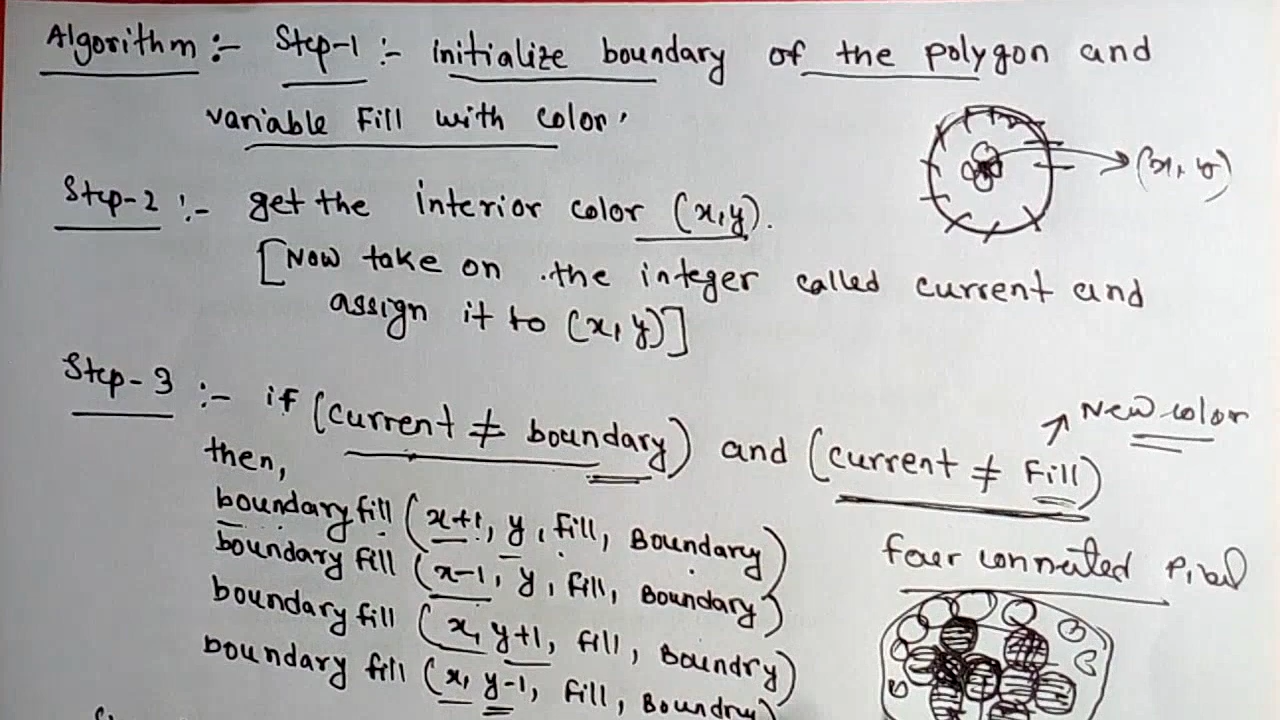 Algorithm :- Step-1 :- initialize boundary of the polygon and
variable Fill with color.
(x, y)
Step-2 :- get the interior color (x,y).
[Now take on the integer called current and
assign it to (x, y)]
Step-3 :- if (current ≠ boundary) and (current ≠ Fill)
New color
then,
boundary fill (x+1, y, fill, Boundary)
boundary fill (x-1, y, fill, Boundary)
boundary fill (x, y+1, fill, Boundry)
boundary fill (x, y-1, fill, Boundry)
four connected